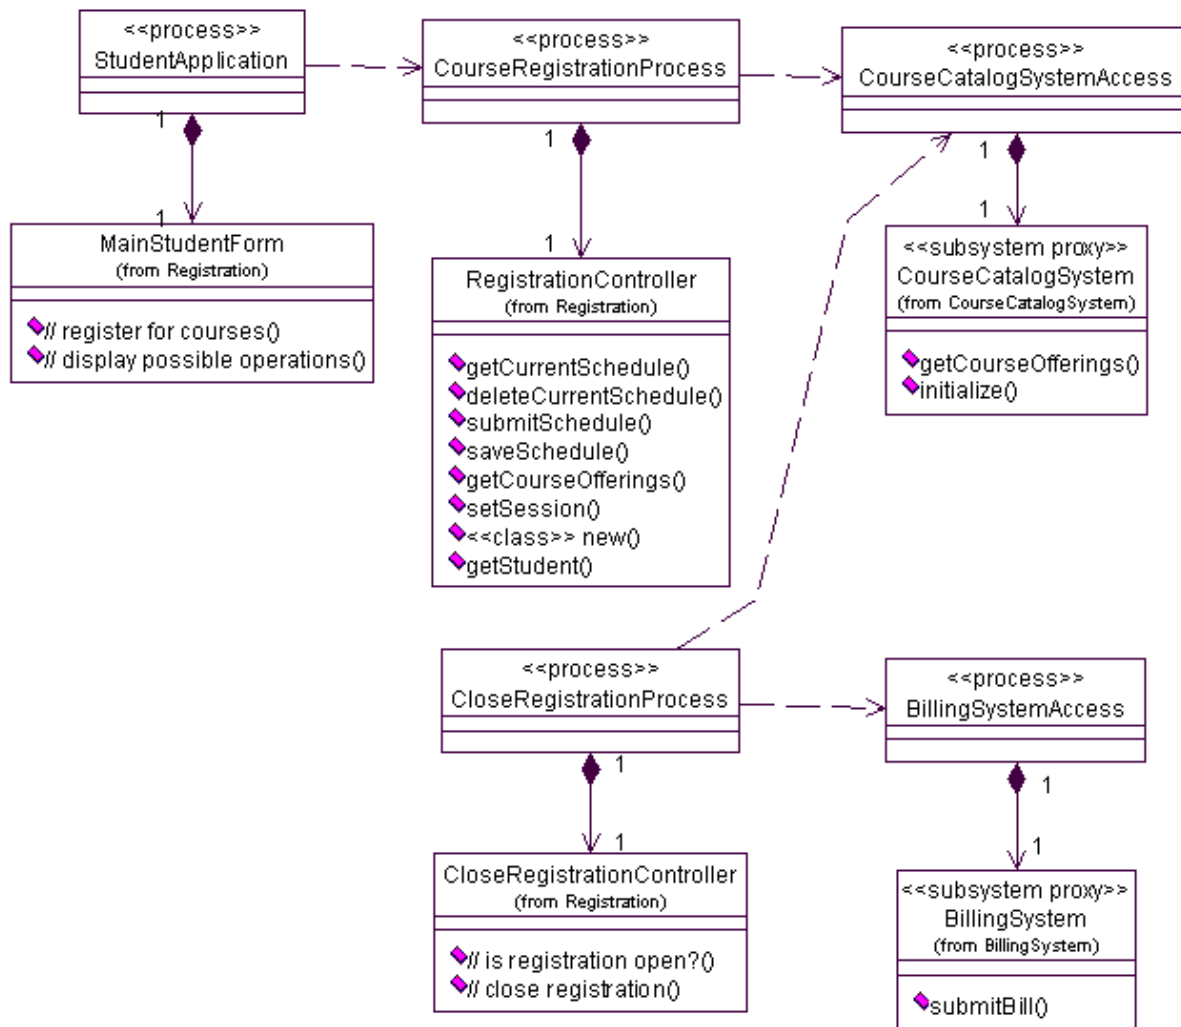 <<process>>
StudentApplication
<<process>>
CourseRegistrationProcess
<<process>>
CourseCatalogSystemAccess
1
1
1
1
MainStudentForm
(from Registration)
// register for courses()
// display possible operations()
1
RegistrationController
(from Registration)
getCurrentSchedule()
deleteCurrentSchedule()
submitSchedule()
saveSchedule()
getCourseOfferings()
setSession()
<<class>> new()
getStudent()
1
<<subsystem proxy>>
CourseCatalogSystem
(from CourseCatalogSystem)
getCourseOfferings()
initialize()
<<process>>
CloseRegistrationProcess
<<process>>
BillingSystemAccess
1
1
1
1
CloseRegistrationController
(from Registration)
// is registration open?()
// close registration()
<<subsystem proxy>>
BillingSystem
(from BillingSystem)
submitBill()